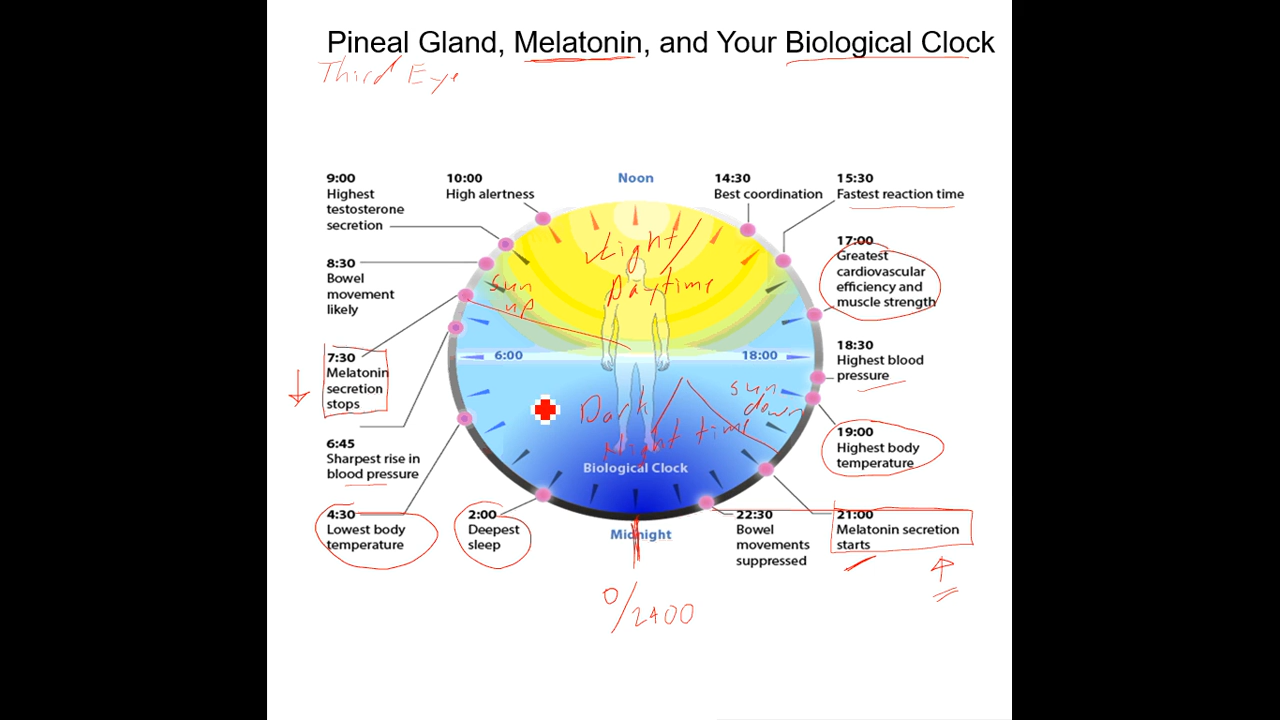 Pineal Gland, Melatonin, and Your Biological Clock
Third Eye
9:00
Highest
testosterone
secretion
10:00
High alertness
Noon
14:30
Best coordination
15:30
Fastest reaction time
8:30
Bowel
movement
likely
17:00
Greatest
cardiovascular
efficiency and
muscle strength
Light
Daytime
sun
up
7:30
Melatonin
secretion
stops
6:00
18:00
18:30
Highest blood
pressure
Dark
Night time
sun
down
6:45
Sharpest rise in
blood pressure
19:00
Highest body
temperature
Biological Clock
4:30
Lowest body
temperature
2:00
Deepest
sleep
Midnight
22:30
Bowel
movements
suppressed
21:00
Melatonin secretion
starts
0/2400